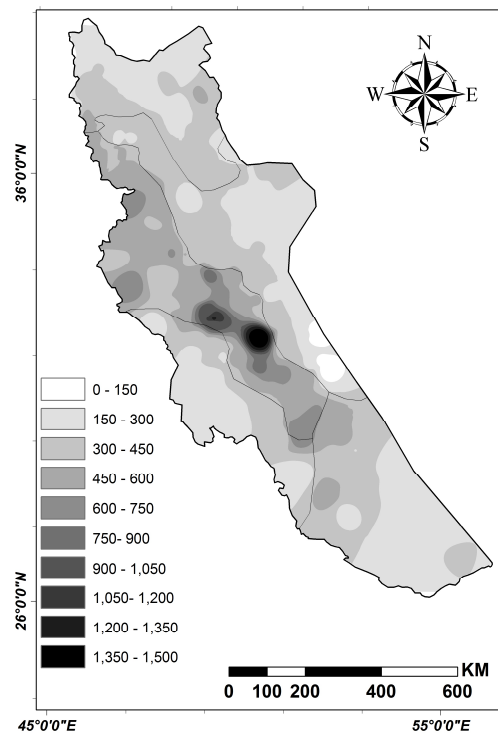 N
W E
S
36°0'0"N
0 - 150
150 - 300
300 - 450
450 - 600
600 - 750
750- 900
900 - 1,050
1,050- 1,200
1,200 - 1,350
1,350 - 1,500
26°0'0"N
KM
0 100 200 400 600
45°0'0"E 55°0'0"E